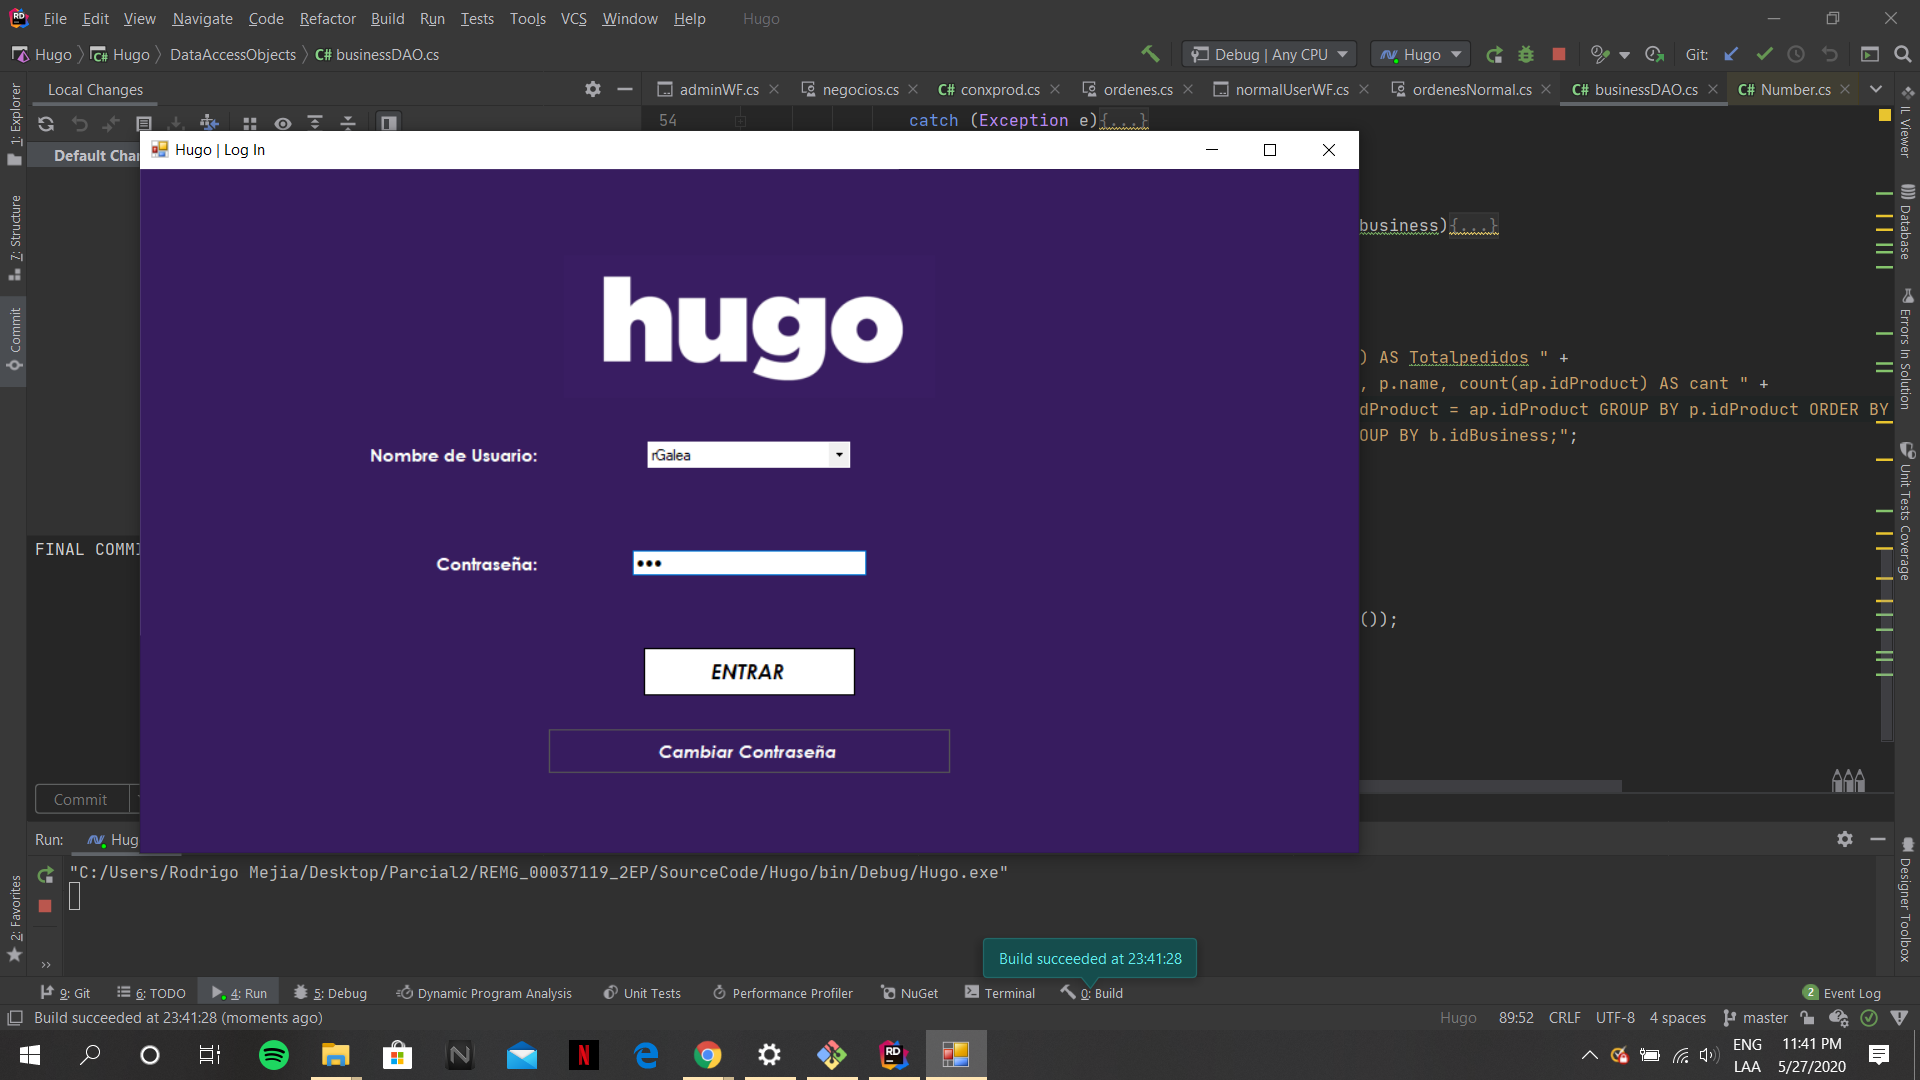 File Edit View Navigate Code Refactor Build Run Tests Tools VCS Window Help Hugo
Hugo Hugo DataAccessObjects C# businessDAO.cs
Debug | Any CPU Hugo Git:
Local Changes
adminWF.cs negocios.cs C# conxprod.cs ordenes.cs normalUserWF.cs ordenesNormal.cs C# businessDAO.cs C# Number.cs
54 catch (Exception e){...}
Default Cha
Hugo | Log In
business){...}
hugo
) AS Totalpedidos " +
, p.name, count(ap.idProduct) AS cant " +
dProduct = ap.idProduct GROUP BY p.idProduct ORDER BY
OUP BY b.idBusiness;";
Nombre de Usuario: rGalea
FINAL COMMI
Contraseña: •••
());
ENTRAR
Cambiar Contraseña
Commit
Run: Hug
"C:/Users/Rodrigo Mejia/Desktop/Parcial2/REMG_00037119_2EP/SourceCode/Hugo/bin/Debug/Hugo.exe"
Build succeeded at 23:41:28
9: Git 6: TODO 4: Run 5: Debug Dynamic Program Analysis Unit Tests Performance Profiler NuGet Terminal 0: Build 2 Event Log
Build succeeded at 23:41:28 (moments ago) Hugo 89:52 CRLF UTF-8 4 spaces master
ENG 11:41 PM
LAA 5/27/2020
1: Explorer
7: Structure
Commit
2: Favorites
IL Viewer
Database
Errors In Solution
Unit Tests Coverage
Designer Toolbox